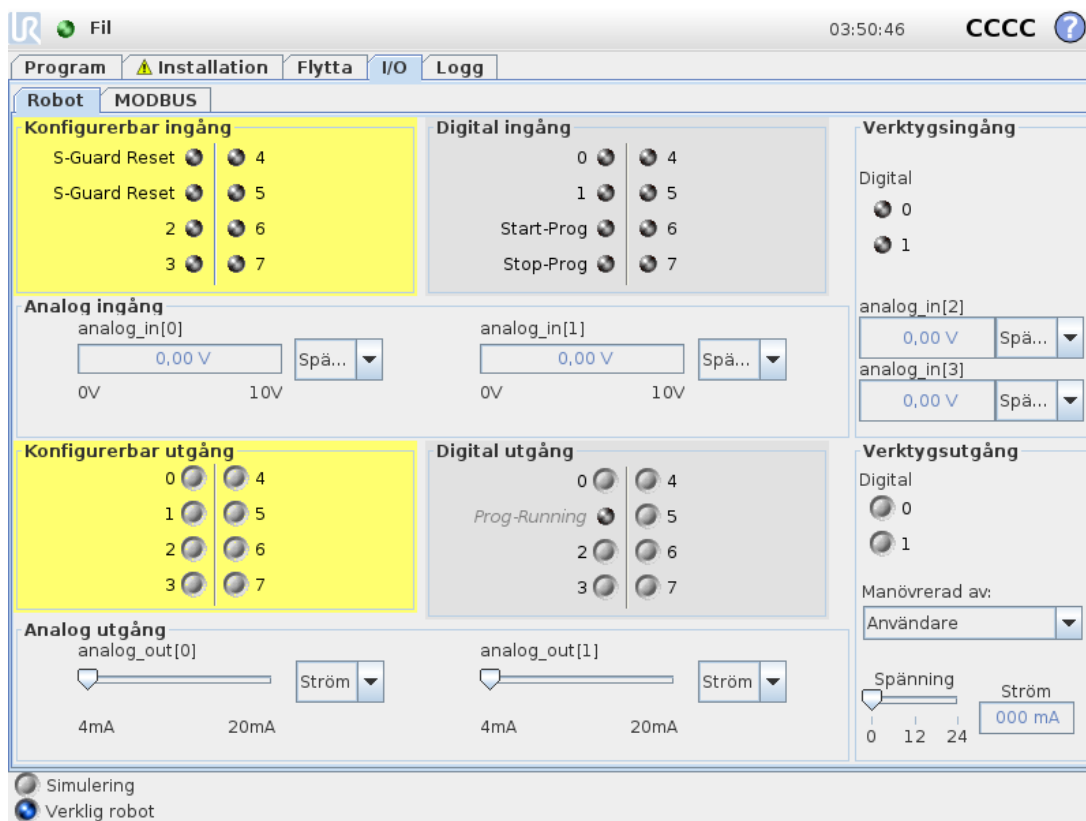 UR Fil 03:50:46 CCCC ?
Program Installation Flytta I/O Logg
Robot MODBUS
Konfigurerbar ingång
S-Guard Reset 4
S-Guard Reset 5
2 6
3 7
Digital ingång
0 4
1 5
Start-Prog 6
Stop-Prog 7
Verktygsingång
Digital
0
1
analog_in[2]
0,00 V Spä...
analog_in[3]
0,00 V Spä...
Analog ingång
analog_in[0]
0,00 V Spä...
0V 10V
analog_in[1]
0,00 V Spä...
0V 10V
Konfigurerbar utgång
0 4
1 5
2 6
3 7
Digital utgång
0 4
Prog-Running 5
2 6
3 7
Verktygsutgång
Digital
0
1
Manövrerad av:
Användare
Spänning
0 12 24
Ström
000 mA
Analog utgång
analog_out[0]
Ström
4mA 20mA
analog_out[1]
Ström
4mA 20mA
Simulering
Verklig robot